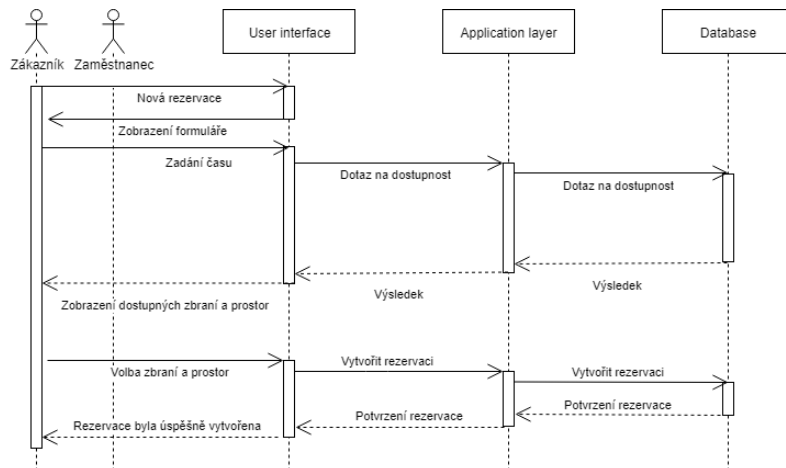 User interface
Application layer
Database
Zákazník
Zaměstnanec
Nová rezervace
Zobrazení formuláře
Zadání času
Dotaz na dostupnost
Dotaz na dostupnost
Výsledek
Výsledek
Zobrazení dostupných zbraní a prostor
Volba zbraní a prostor
Vytvořit rezervaci
Vytvořit rezervaci
Potvrzení rezervace
Potvrzení rezervace
Rezervace byla úspěšně vytvořena